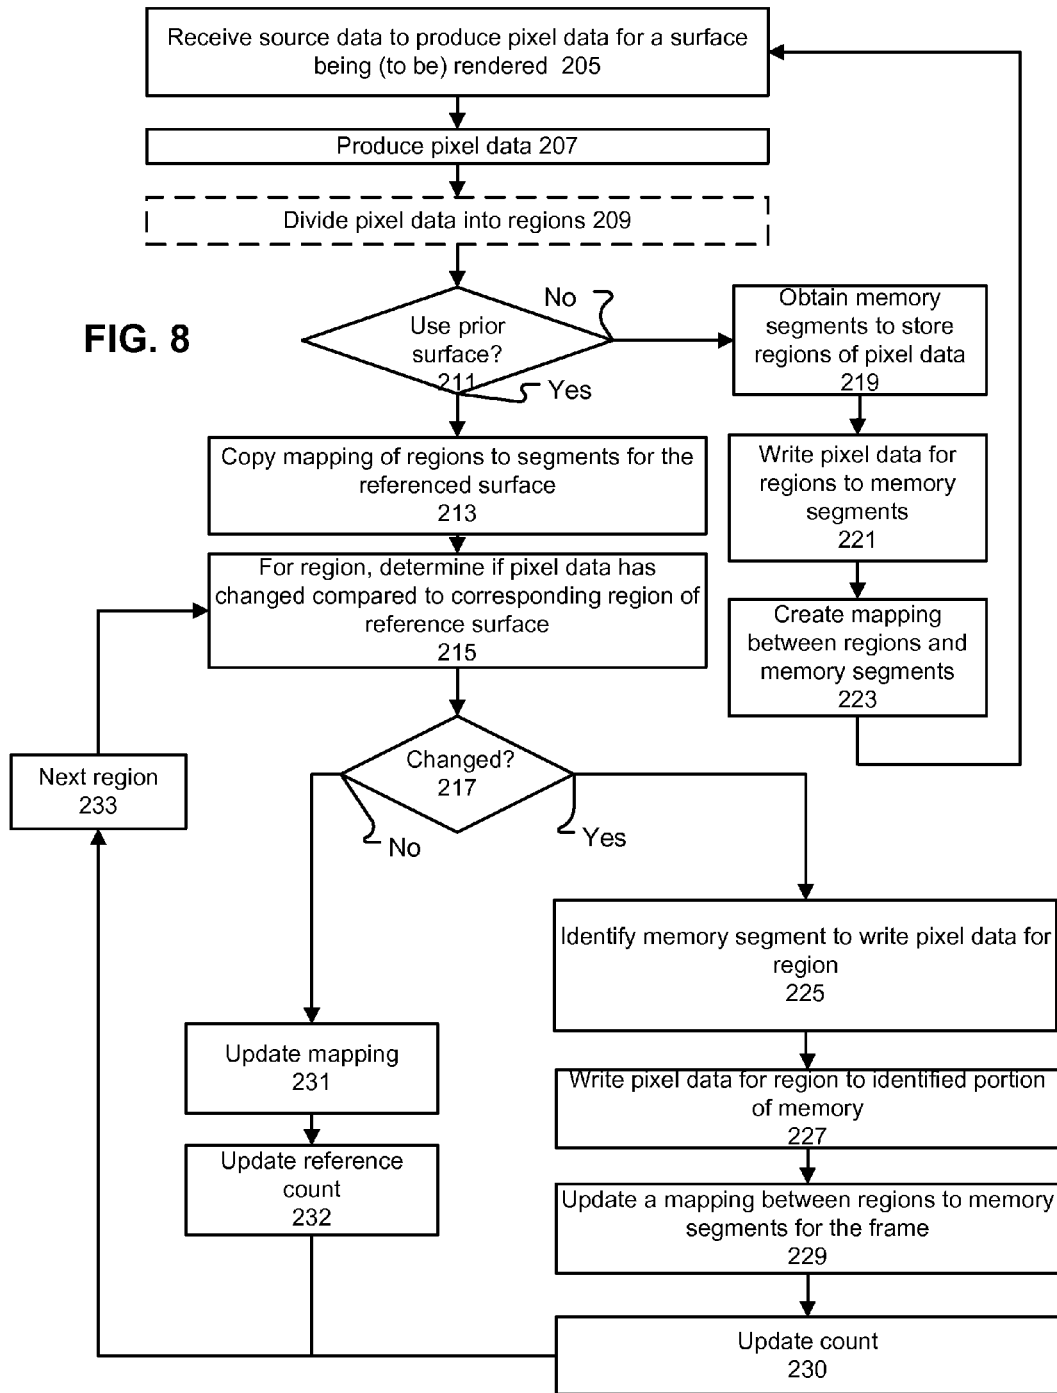 Receive source data to produce pixel data for a surface
being (to be) rendered 205
Produce pixel data 207
Divide pixel data into regions 209
FIG. 8
Use prior
surface?
211
No
Yes
Obtain memory
segments to store
regions of pixel data
219
Copy mapping of regions to segments for the
referenced surface
213
Write pixel data for
regions to memory
segments
221
For region, determine if pixel data has
changed compared to corresponding region of
reference surface
215
Create mapping
between regions and
memory segments
223
Next region
233
Changed?
217
No
Yes
Identify memory segment to write pixel data for
region
225
Update mapping
231
Write pixel data for region to identified portion
of memory
227
Update reference
count
232
Update a mapping between regions to memory
segments for the frame
229
Update count
230